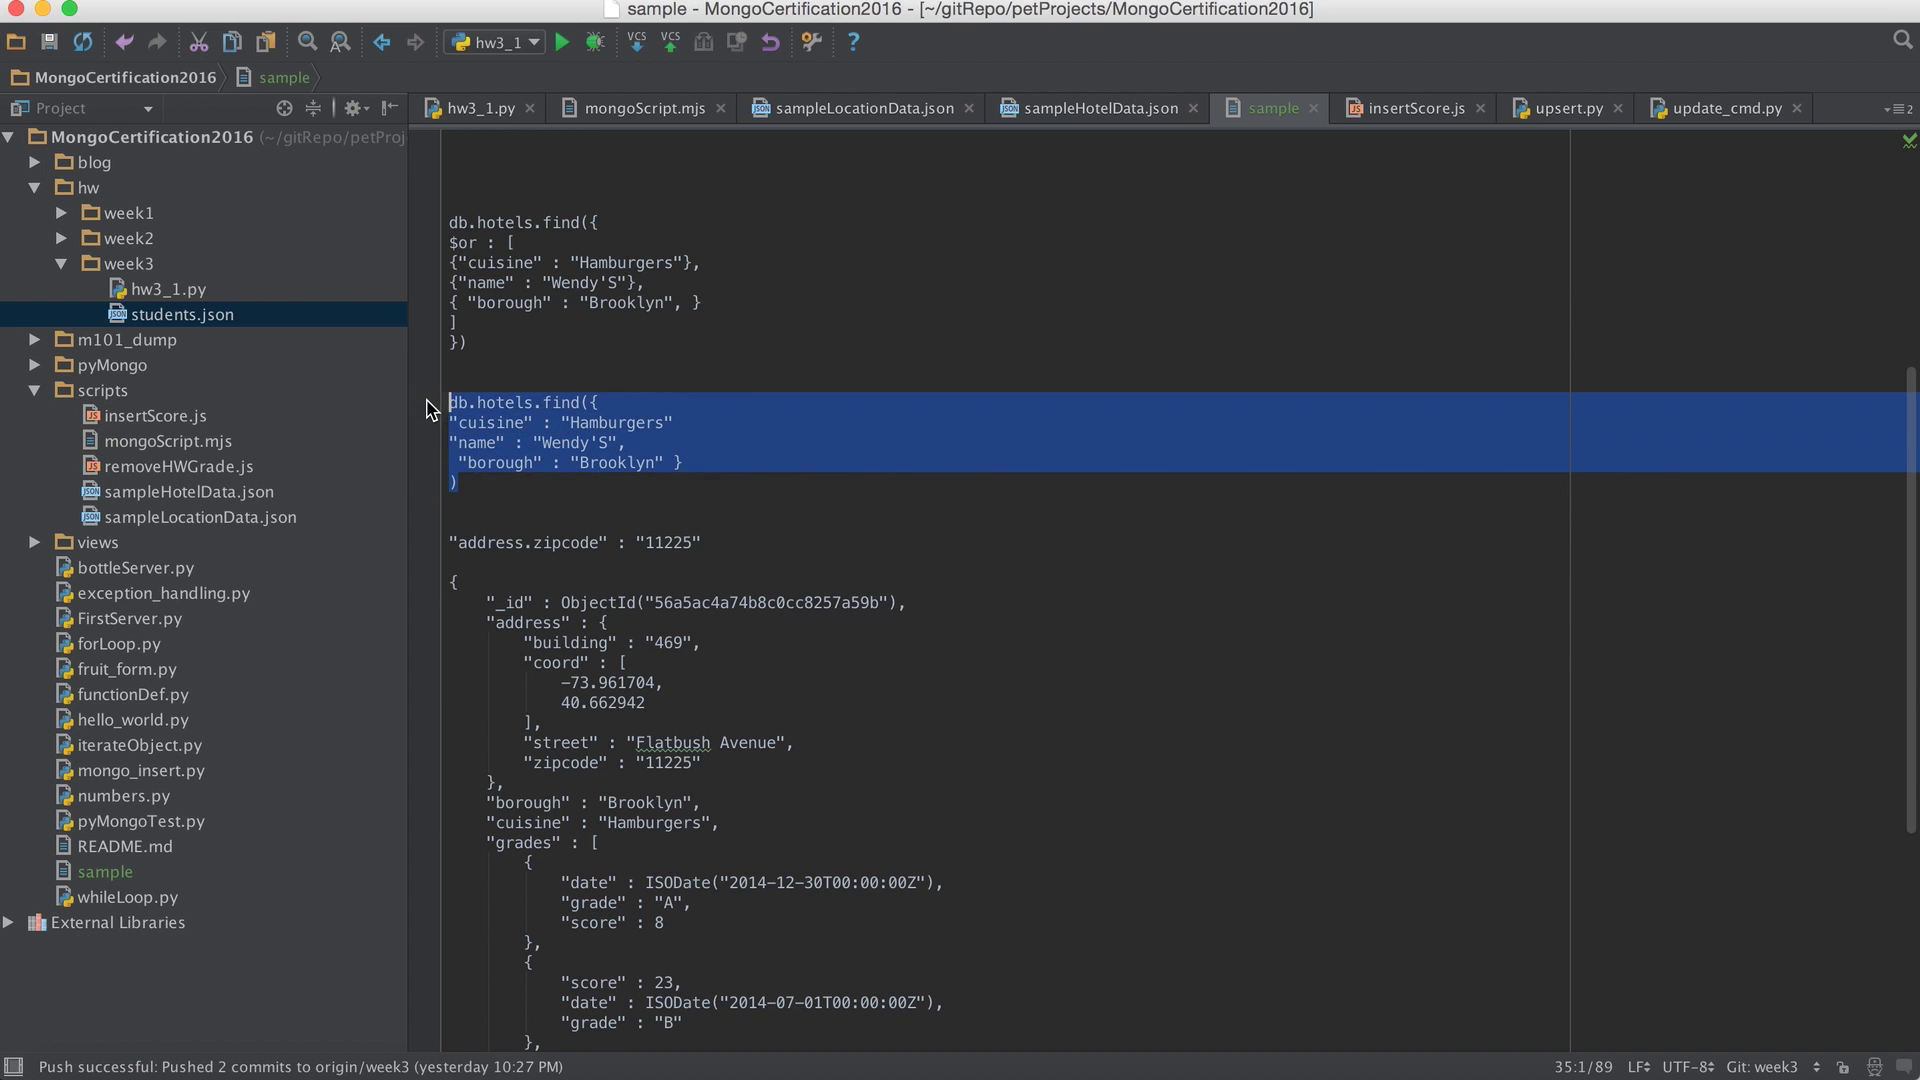 sample - MongoCertification2016 - [~/gitRepo/petProjects/MongoCertification2016]
hw3_1
VCS
VCS
?
MongoCertification2016
sample
Project
hw3_1.py
mongoScript.mjs
sampleLocationData.json
sampleHotelData.json
sample
insertScore.js
upsert.py
update_cmd.py
2
MongoCertification2016 (~/gitRepo/petProj
blog
hw
week1
week2
week3
hw3_1.py
students.json
m101_dump
pyMongo
scripts
insertScore.js
mongoScript.mjs
removeHWGrade.js
sampleHotelData.json
sampleLocationData.json
views
bottleServer.py
exception_handling.py
FirstServer.py
forLoop.py
fruit_form.py
functionDef.py
hello_world.py
iterateObject.py
mongo_insert.py
numbers.py
pyMongoTest.py
README.md
sample
whileLoop.py
External Libraries
db.hotels.find({
$or : [
{"cuisine" : "Hamburgers"},
{"name" : "Wendy'S"},
{ "borough" : "Brooklyn", }
]
})
db.hotels.find({
"cuisine" : "Hamburgers"
"name" : "Wendy'S",
"borough" : "Brooklyn" }
)
"address.zipcode" : "11225"
{
"_id" : ObjectId("56a5ac4a74b8c0cc8257a59b"),
"address" : {
"building" : "469",
"coord" : [
-73.961704,
40.662942
],
"street" : "Flatbush Avenue",
"zipcode" : "11225"
},
"borough" : "Brooklyn",
"cuisine" : "Hamburgers",
"grades" : [
{
"date" : ISODate("2014-12-30T00:00:00Z"),
"grade" : "A",
"score" : 8
},
{
"score" : 23,
"date" : ISODate("2014-07-01T00:00:00Z"),
"grade" : "B"
},
Push successful: Pushed 2 commits to origin/week3 (yesterday 10:27 PM)
35:1/89 LF UTF-8 Git: week3